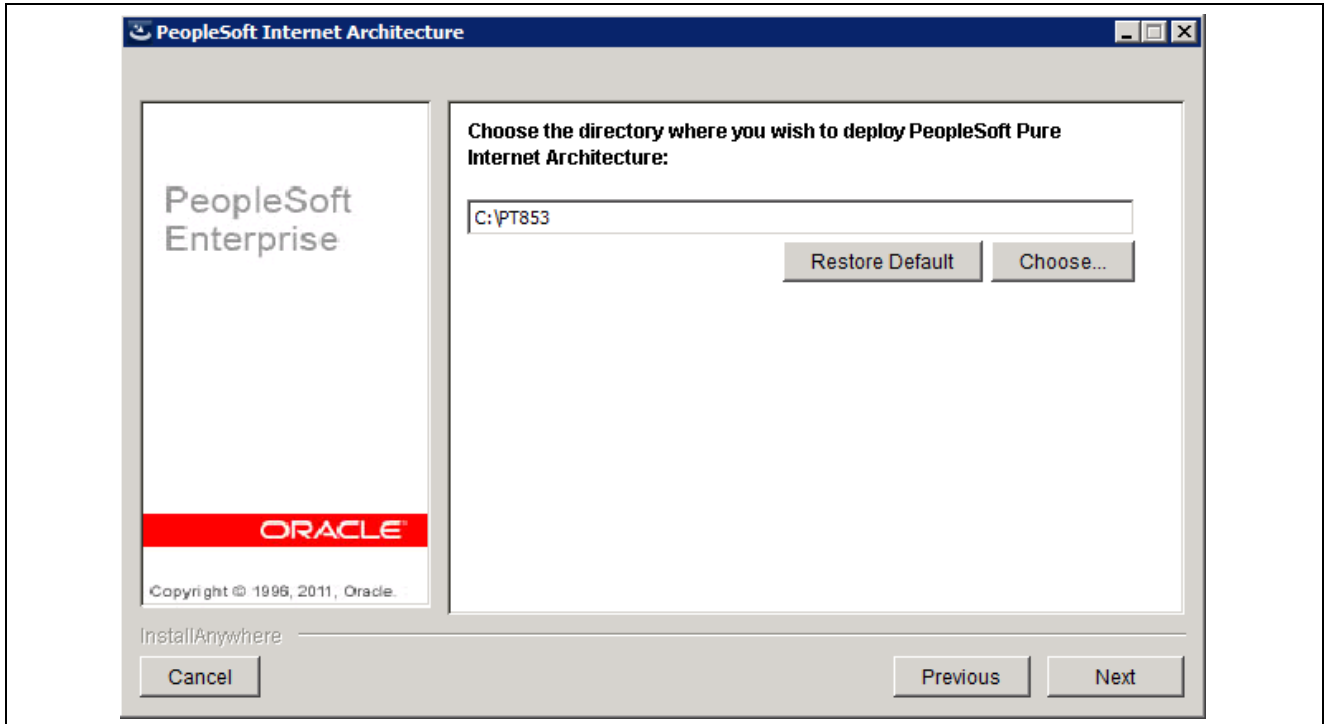 PeopleSoft Internet Architecture
PeopleSoft
Enterprise
ORACLE
Copyright © 1996, 2011, Oracle.
Choose the directory where you wish to deploy PeopleSoft Pure
Internet Architecture:
C:\PT853
Restore Default
Choose...
InstallAnywhere
Cancel
Previous
Next